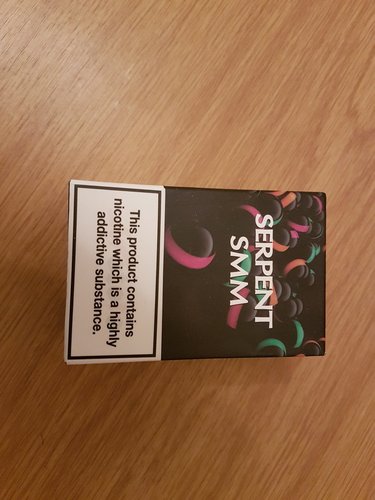 SERPENT
SMM
This product contains
nicotine which is a highly
addictive substance.